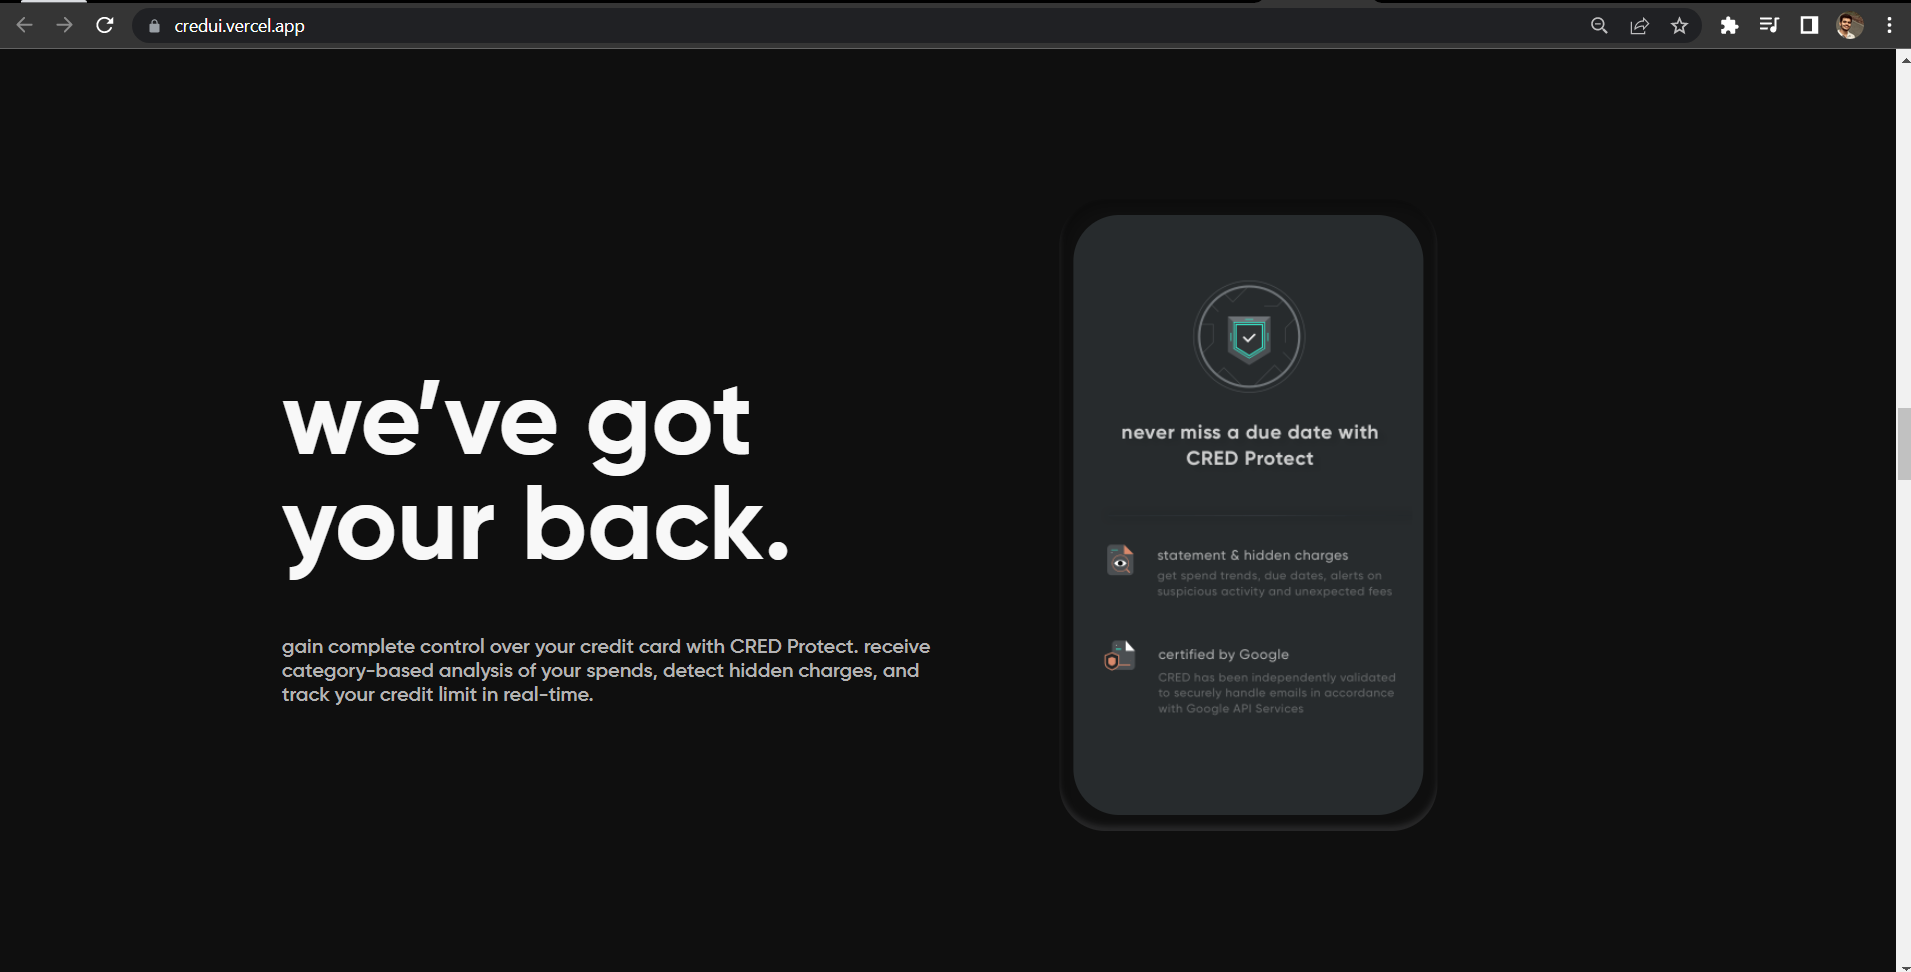 credui.vercel.app
we’ve got
your back.
gain complete control over your credit card with CRED Protect. receive
category-based analysis of your spends, detect hidden charges, and
track your credit limit in real-time.
never miss a due date with
CRED Protect
statement & hidden charges
get spend trends, due dates, alerts on
suspicious activity and unexpected fees
certified by Google
CRED has been independently validated
to securely handle emails in accordance
with Google API Services